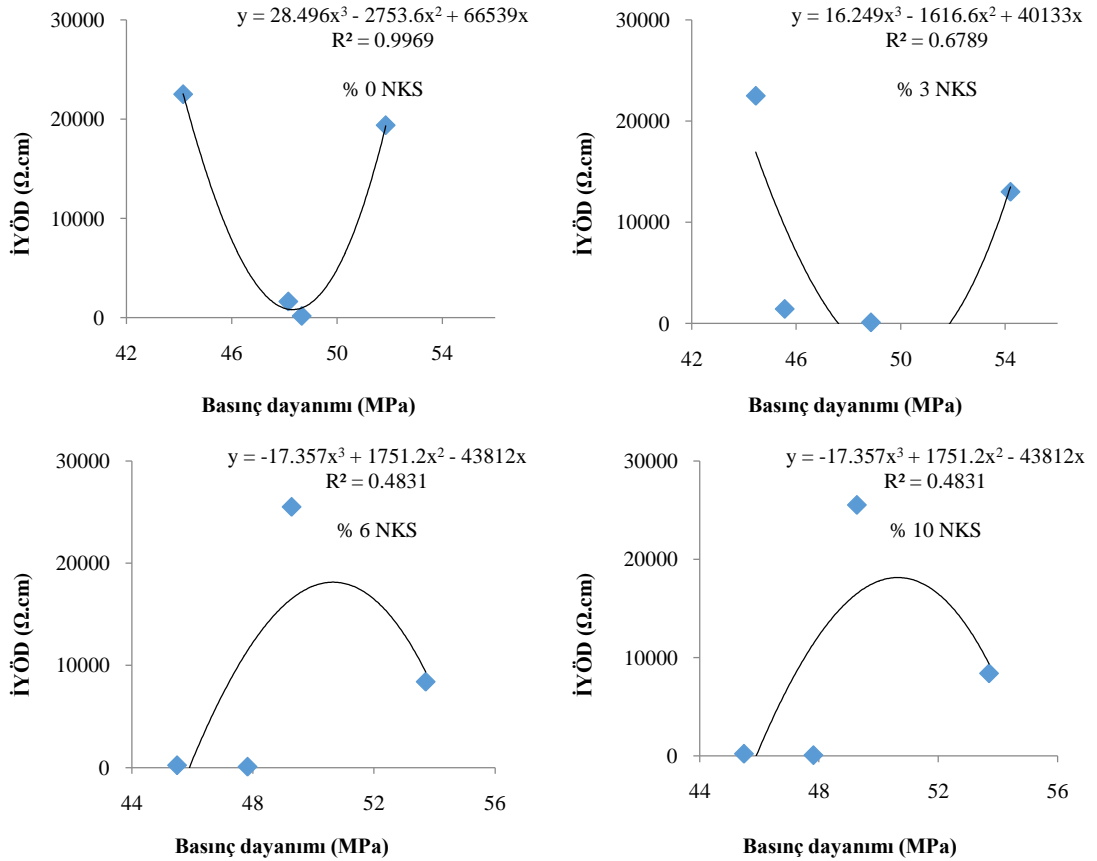 y = 28.496x³ - 2753.6x² + 66539x
R² = 0.9969
% 0 NKS
30000
20000
10000
0
42 46 50 54
İYÖD (Ω.cm)
Basınç dayanımı (MPa)
y = 16.249x³ - 1616.6x² + 40133x
R² = 0.6789
% 3 NKS
30000
20000
10000
0
42 46 50 54
İYÖD (Ω.cm)
Basınç dayanımı (MPa)
y = -17.357x³ + 1751.2x² - 43812x
R² = 0.4831
% 6 NKS
30000
20000
10000
0
44 48 52 56
İYÖD (Ω.cm)
Basınç dayanımı (MPa)
y = -17.357x³ + 1751.2x² - 43812x
R² = 0.4831
% 10 NKS
30000
20000
10000
0
44 48 52 56
İYÖD (Ω.cm)
Basınç dayanımı (MPa)